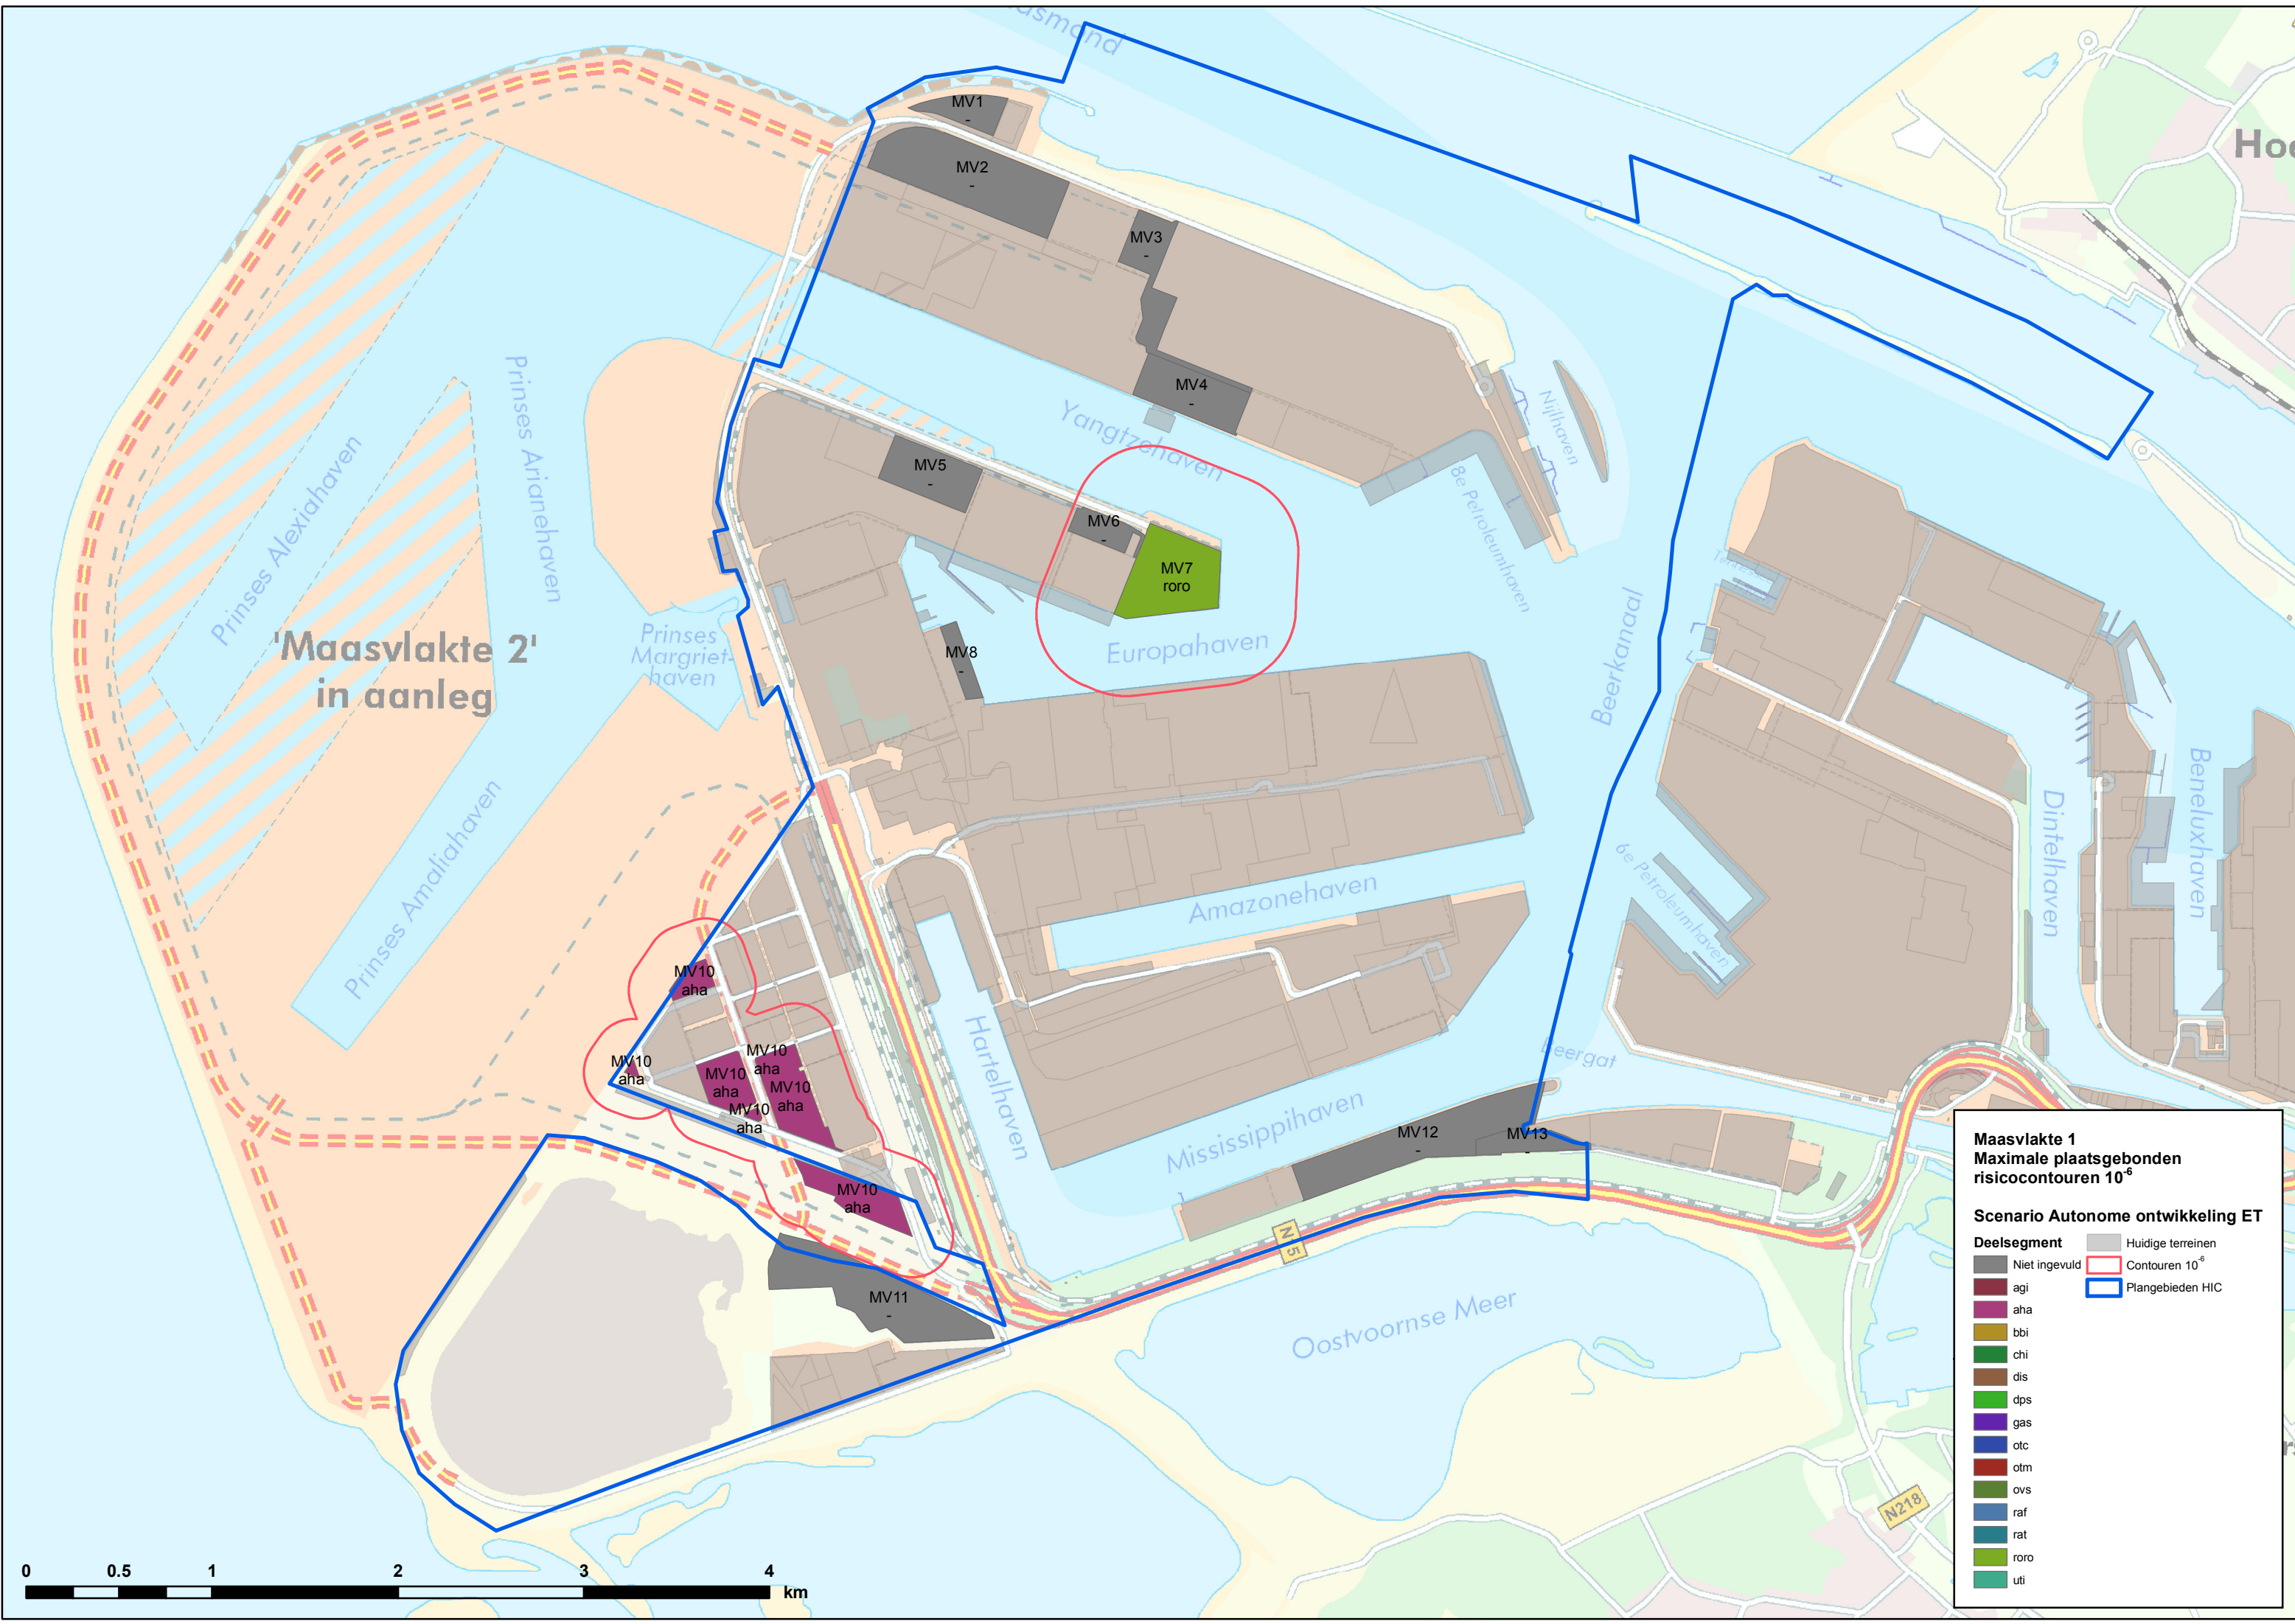 MV1
-
MV2
-
MV3
-
MV4
-
Yangtzehaven
Nijlhaven
8e Petroleumhaven
MV5
-
MV6
-
MV7
roro
Europahaven
MV8
-
Prinses Alexiahaven
Prinses Arianehaven
'Maasvlakte 2'
in aanleg
Prinses
Margriet-
haven
Prinses Amaliahaven
Beerkanaal
6e Petroleumhaven
Dintelhaven
Beneluxhaven
Amazonehaven
Hartelhaven
Mississippihaven
MV10
aha
MV10
aha
MV10
aha
MV10
aha
MV10
aha
MV10
aha
MV10
aha
MV11
-
MV12
-
MV13
-
N 5
Oostvoornse Meer
N218
0 0.5 1 2 3 4
km
Maasvlakte 1
Maximale plaatsgebonden
risicocontouren 10-6
Scenario Autonome ontwikkeling ET
Deelsegment
Niet ingevuld
agi
aha
bbi
chi
dis
dps
gas
otc
otm
ovs
raf
rat
roro
uti
Huidige terreinen
Contouren 10-6
Plangebieden HIC